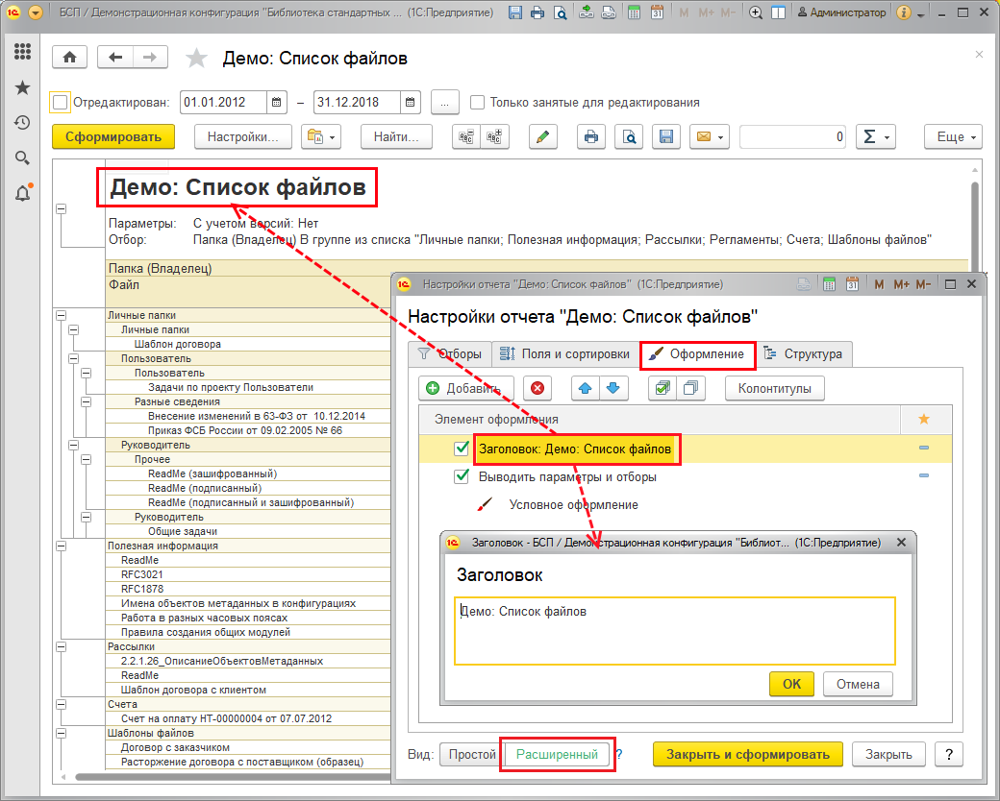 БСП / Демонстрационная конфигурация "Библиотека стандартных ... (1С:Предприятие)
31
M M+ M-
Администратор
Демо: Список файлов
Отредактирован: 01.01.2012 – 31.12.2018 ... Только занятые для редактирования
Сформировать Настройки... Найти... 0 Σ Еще
Демо: Список файлов
Параметры: С учетом версий: Нет
Отбор: Папка (Владелец) В группе из списка "Личные папки; Полезная информация; Рассылки; Регламенты; Счета; Шаблоны файлов"
Папка (Владелец)
Файл
Личные папки
Личные папки
Шаблон договора
Пользователь
Пользователь
Задачи по проекту Пользователи
Разные сведения
Внесение изменений в 63-ФЗ от 10.12.2014
Приказ ФСБ России от 09.02.2005 № 66
Руководитель
Прочее
ReadMe (зашифрованный)
ReadMe (подписанный)
ReadMe (подписанный и зашифрованный)
Руководитель
Общие задачи
Полезная информация
ReadMe
RFC3021
RFC1878
Имена объектов метаданных в конфигурациях
Работа в разных часовых поясах
Правила создания общих модулей
Рассылки
2.2.1.26_ОписаниеОбъектовМетаданных
ReadMe
Шаблон договора с клиентом
Счета
Счет на оплату НТ-00000004 от 07.07.2012
Шаблоны файлов
Договор с заказчиком
Расторжение договора с поставщиком (образец)
Настройки отчета "Демо: Список файлов" (1С:Предприятие)
31
M M+ M-
Настройки отчета "Демо: Список файлов"
Отборы Поля и сортировки Оформление Структура
Добавить Колонтитулы
Элемент оформления
Заголовок: Демо: Список файлов
Выводить параметры и отборы
Условное оформление
Заголовок - БСП / Демонстрационная конфигурация "Библиот... (1С:Предприятие)
Заголовок
Демо: Список файлов
ОК Отмена
Вид: Простой Расширенный ? Закрыть и сформировать Закрыть ?